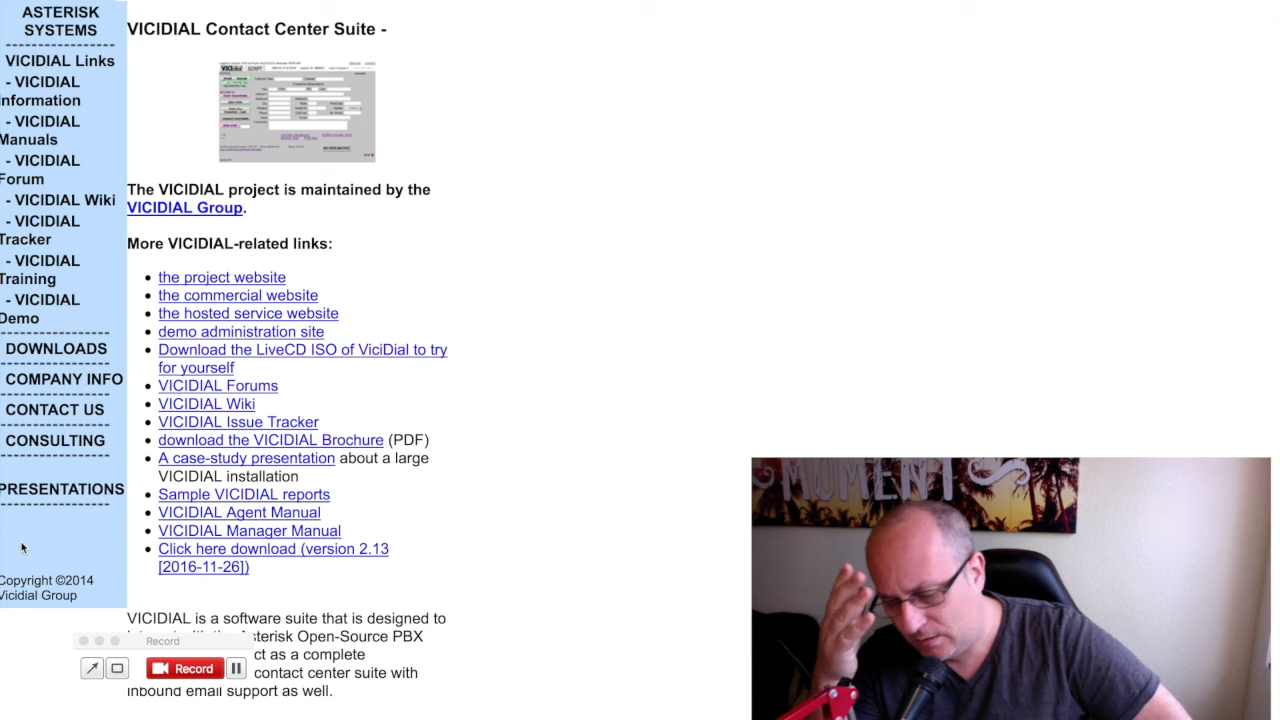 ASTERISK
SYSTEMS
VICIDIAL Links
- VICIDIAL
Information
- VICIDIAL
Manuals
- VICIDIAL
Forum
- VICIDIAL Wiki
- VICIDIAL
Tracker
- VICIDIAL
Training
- VICIDIAL
Demo
DOWNLOADS
COMPANY INFO
CONTACT US
CONSULTING
PRESENTATIONS
Copyright ©2014
Vicidial Group
VICIDIAL Contact Center Suite -
The VICIDIAL project is maintained by the
VICIDIAL Group.
More VICIDIAL-related links:
• the project website
• the commercial website
• the hosted service website
• demo administration site
• Download the LiveCD ISO of ViciDial to try
for yourself
• VICIDIAL Forums
• VICIDIAL Wiki
• VICIDIAL Issue Tracker
• download the VICIDIAL Brochure (PDF)
• A case-study presentation about a large
VICIDIAL installation
• Sample VICIDIAL reports
• VICIDIAL Agent Manual
• VICIDIAL Manager Manual
• Click here download (version 2.13
[2016-11-26])
VICIDIAL is a software suite that is designed to
Asterisk Open-Source PBX
ct as a complete
contact center suite with
inbound email support as well.
Record
Record
MOMENT